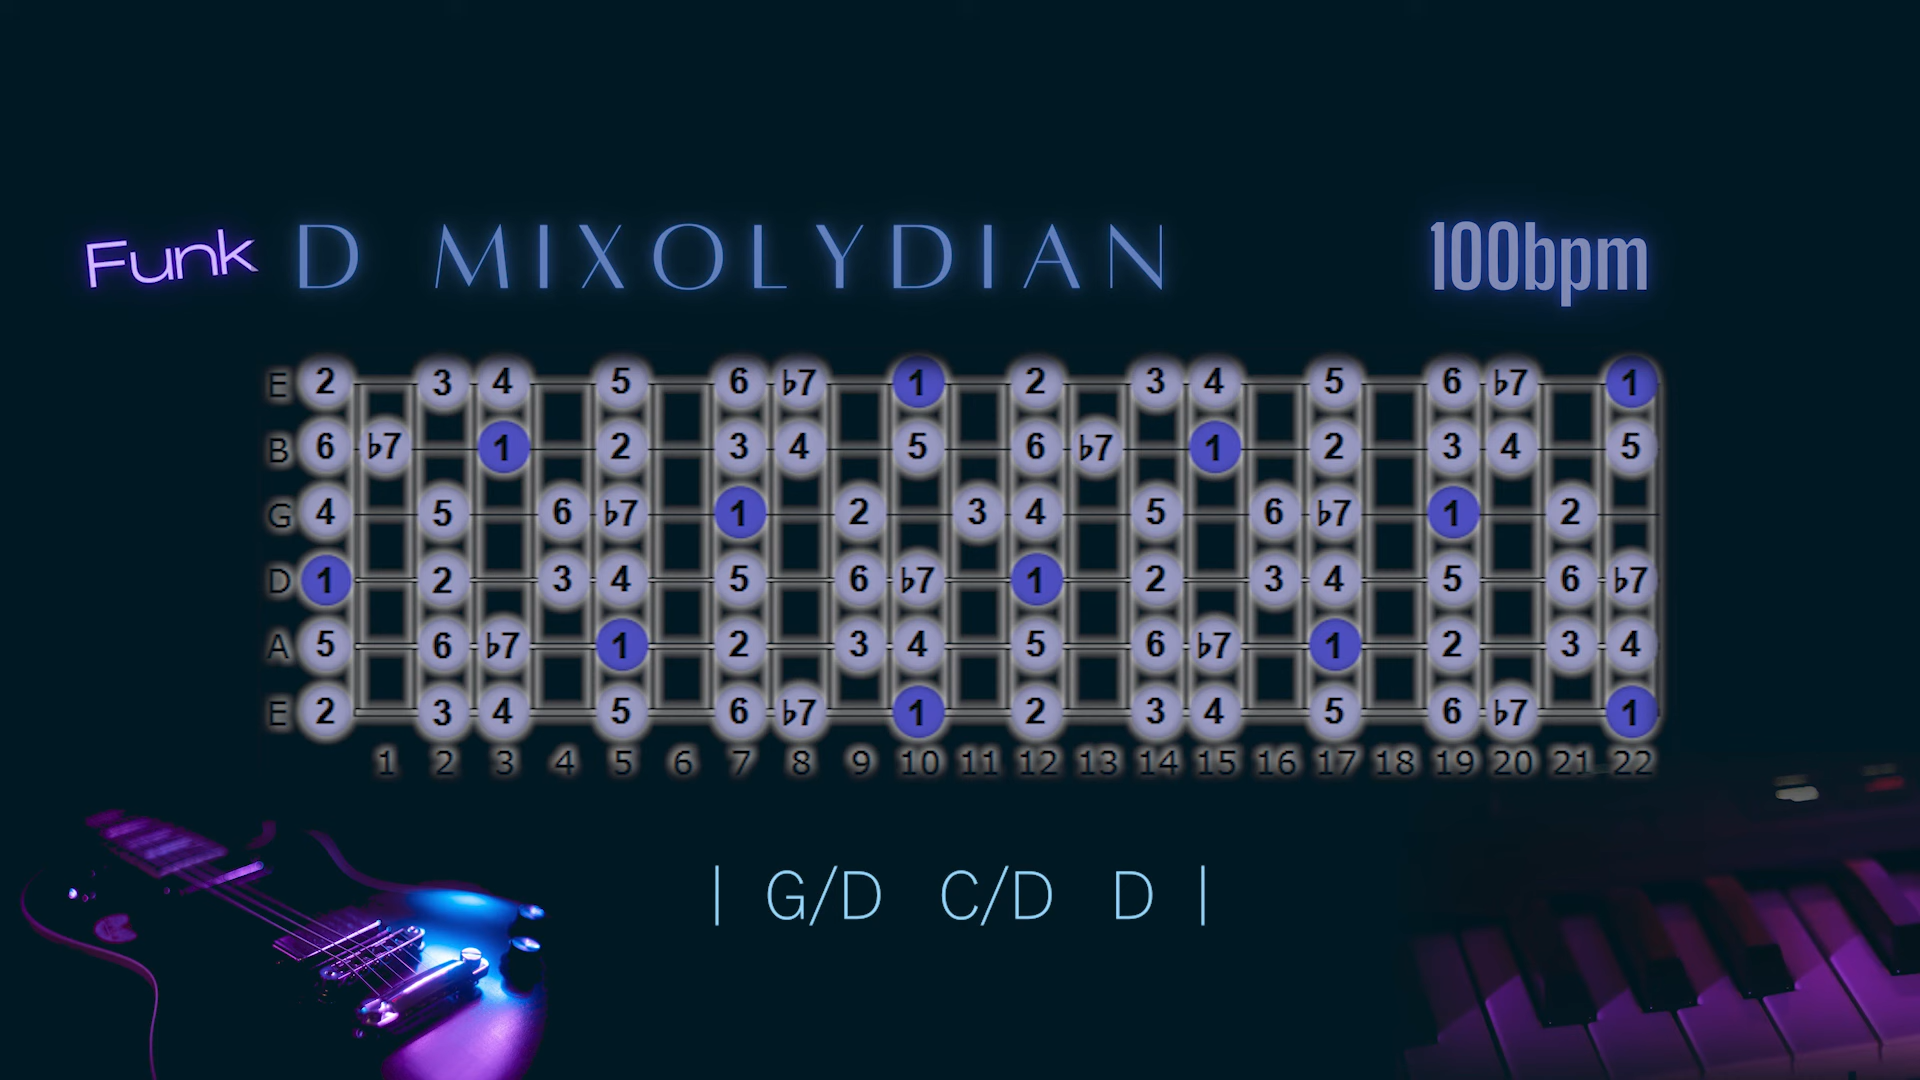 Funk D MIXOLYDIAN 100bpm
E 2 3 4 5 6 ♭7 1 2 3 4 5 6 ♭7 1
B 6 ♭7 1 2 3 4 5 6 ♭7 1 2 3 4 5
G 4 5 6 ♭7 1 2 3 4 5 6 ♭7 1 2
D 1 2 3 4 5 6 ♭7 1 2 3 4 5 6 ♭7
A 5 6 ♭7 1 2 3 4 5 6 ♭7 1 2 3 4
E 2 3 4 5 6 ♭7 1 2 3 4 5 6 ♭7 1
1 2 3 4 5 6 7 8 9 10 11 12 13 14 15 16 17 18 19 20 21 22
| G/D C/D D |